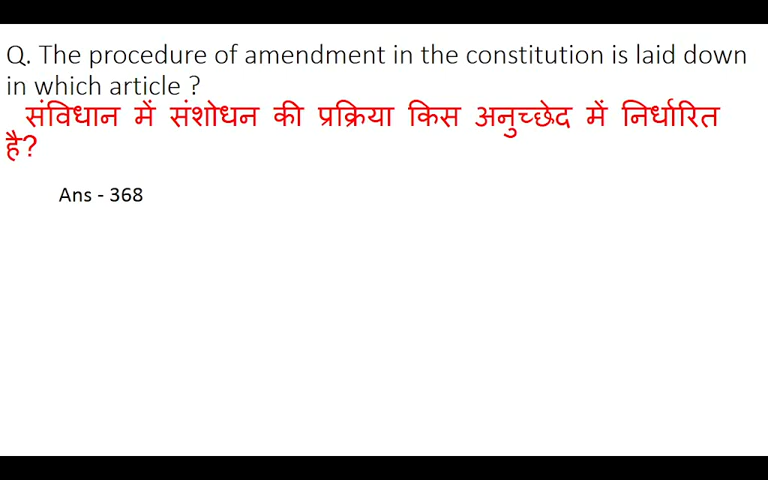 Q. The procedure of amendment in the constitution is laid down
in which article ?
संविधान में संशोधन की प्रक्रिया किस अनुच्छेद में निर्धारित
है?
Ans - 368